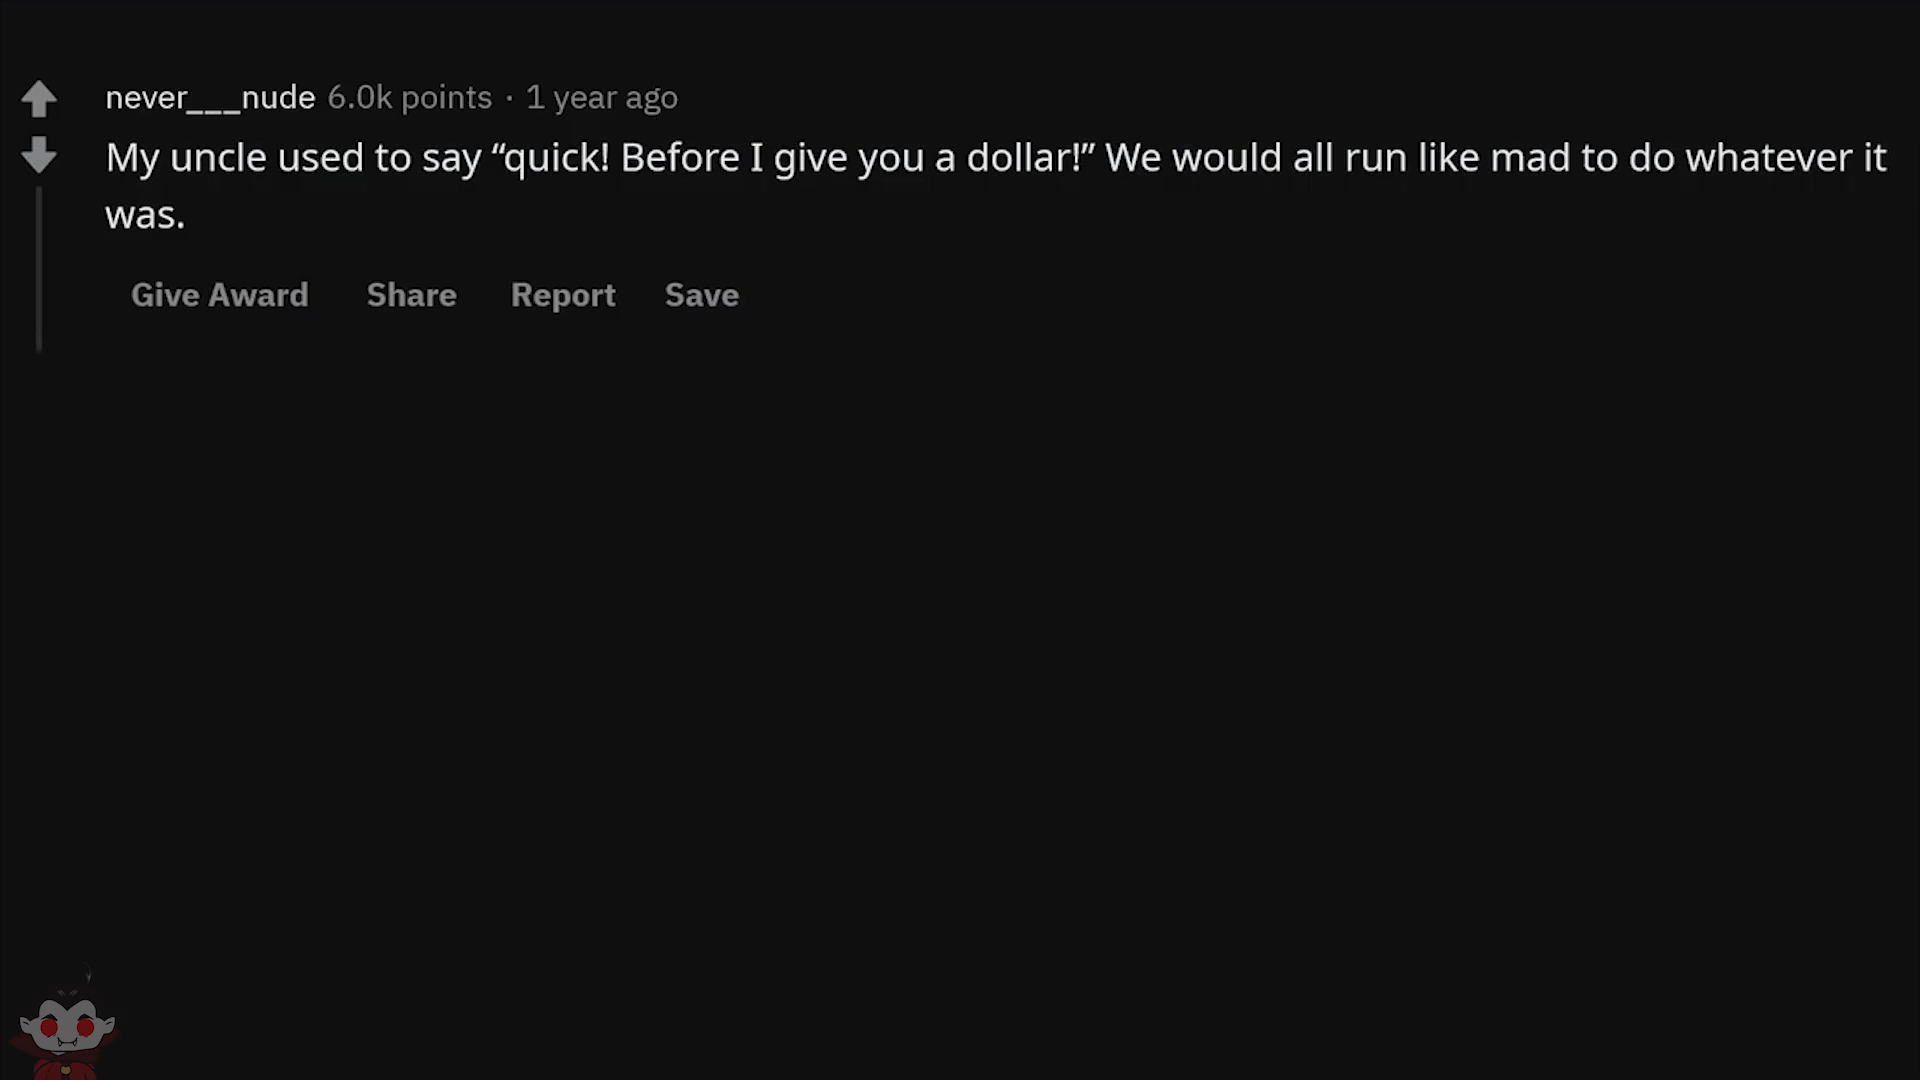 never___nude 6.0k points · 1 year ago
My uncle used to say “quick! Before I give you a dollar!” We would all run like mad to do whatever it
was.
Give Award Share Report Save